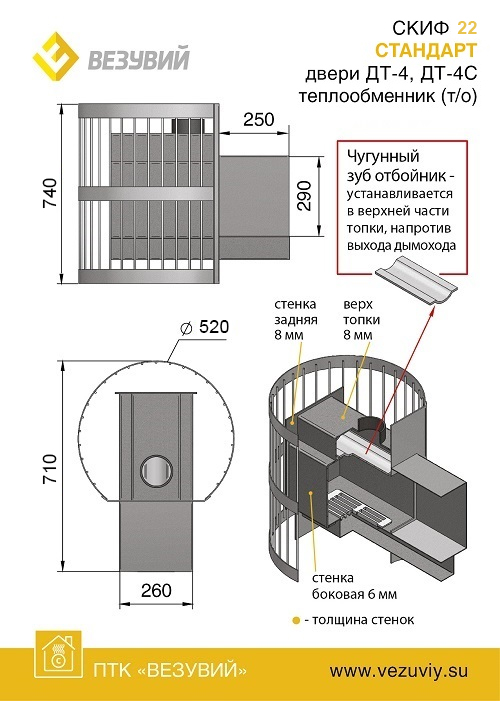 ВЕЗУВИЙ
СКИФ 22
СТАНДАРТ
двери ДТ-4, ДТ-4С
теплообменник (т/о)
250
740
290
Чугунный
зуб отбойник -
устанавливается
в верхней части
топки, напротив
выхода дымохода
стенка
задняя
8 мм
верх
топки
8 мм
⌀ 520
710
260
стенка
боковая 6 мм
- толщина стенок
ПТК «ВЕЗУВИЙ»
www.vezuviy.su